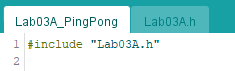 Lab03A_PingPong Lab03A.h
1 #include "Lab03A.h"
2